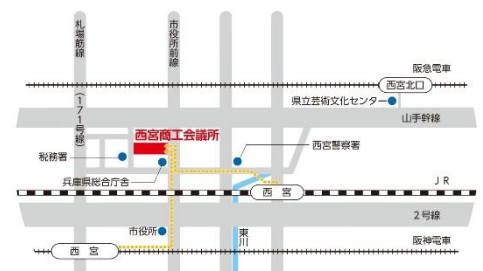 札場筋線
(171号線)
市役所前線
阪急電車
西宮北口
県立芸術文化センター
山手幹線
西宮商工会議所
税務署
西宮警察署
兵庫県総合庁舎
JR
西宮
2号線
市役所
東川
阪神電車
西宮